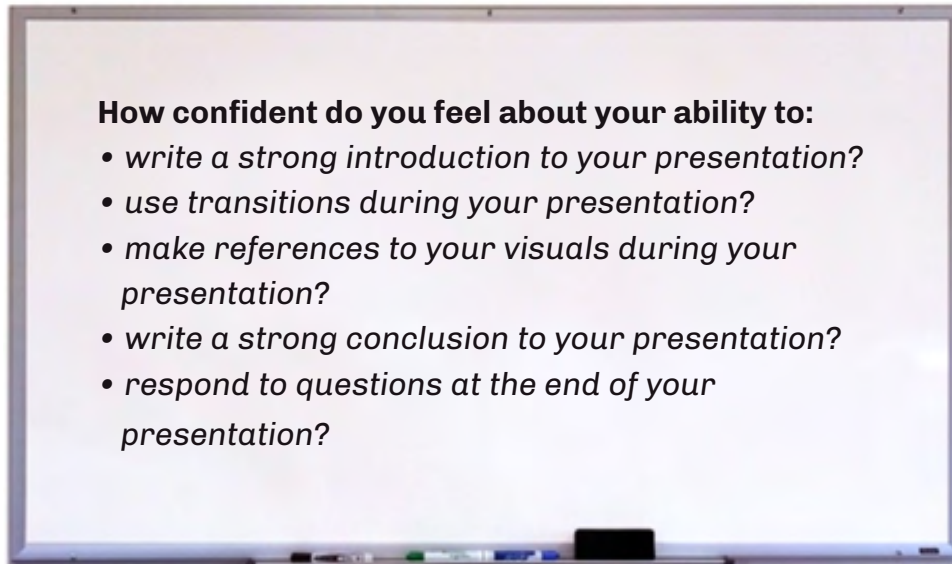 How confident do you feel about your ability to:
• write a strong introduction to your presentation?
• use transitions during your presentation?
• make references to your visuals during your
presentation?
• write a strong conclusion to your presentation?
• respond to questions at the end of your
presentation?